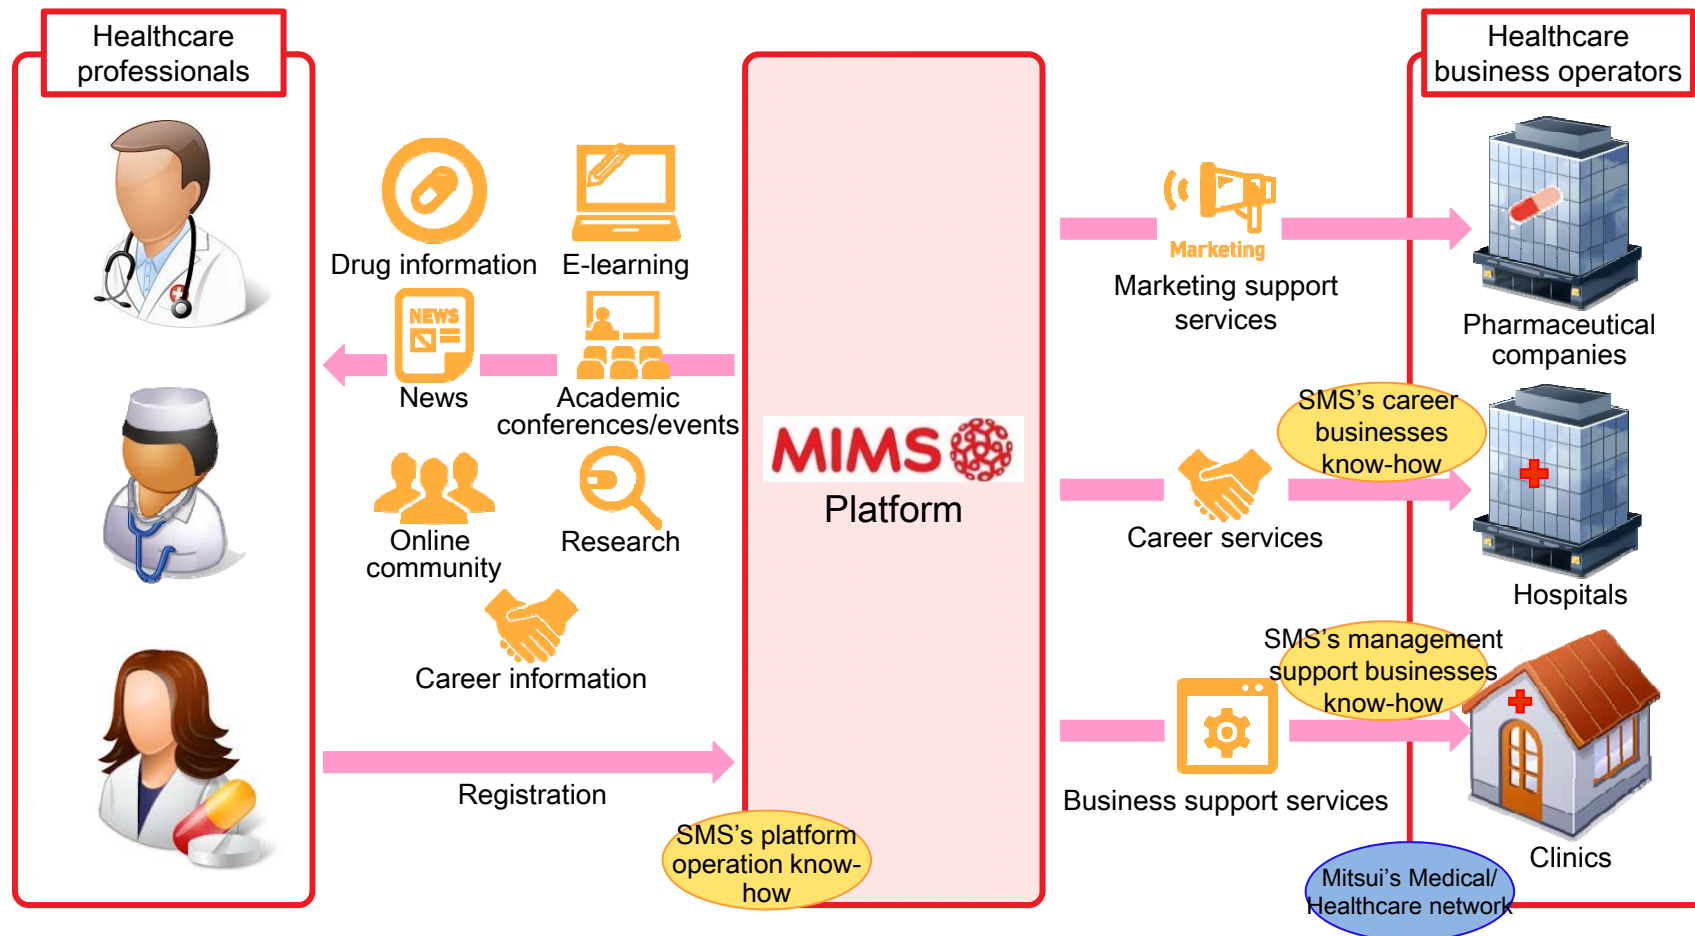 Healthcare
professionals
Drug information
E-learning
NEWS
News
Academic
conferences/events
Online
community
Research
Career information
Registration
MIMS
Platform
SMS's platform
operation know-
how
Marketing
Marketing support
services
Career services
Business support services
Healthcare
business operators
Pharmaceutical
companies
SMS's career
businesses
know-how
Hospitals
SMS's management
support businesses
know-how
Clinics
Mitsui's Medical/
Healthcare network